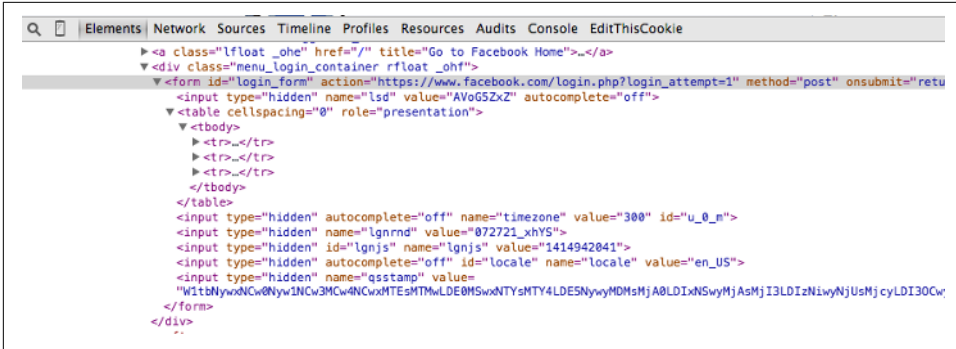 Elements Network Sources Timeline Profiles Resources Audits Console EditThisCookie
▶<a class="lfloat _ohe" href="/" title="Go to Facebook Home">…</a>
▼<div class="menu_login_container rfloat _ohf">
▼<form id="login_form" action="https://www.facebook.com/login.php?login_attempt=1" method="post" onsubmit="retu
<input type="hidden" name="lsd" value="AVoG5ZxZ" autocomplete="off">
▼<table cellspacing="0" role="presentation">
▼<tbody>
▶<tr>…</tr>
▶<tr>…</tr>
▶<tr>…</tr>
</tbody>
</table>
<input type="hidden" autocomplete="off" name="timezone" value="300" id="u_0_m">
<input type="hidden" name="lgnrnd" value="072721_xhYS">
<input type="hidden" id="lgnjs" name="lgnjs" value="1414942041">
<input type="hidden" autocomplete="off" id="locale" name="locale" value="en_US">
<input type="hidden" name="qsstamp" value=
"W1tbNywxNCw0Nyw1NCw3MCw4NCwxMTEsMTMwLDE0MSwxNTYsMTY4LDE5NywyMDMsMjA0LDIxNSwyMjAsMjI3LDIzNiwyNjUsMjcyLDI3OCwy
</form>
</div>